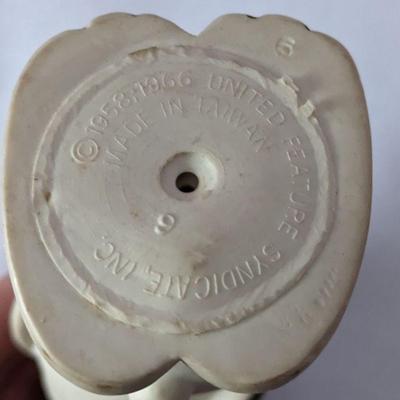 © 1958, 1966 UNITED FEATURE SYNDICATE, INC.
MADE IN TAIWAN
6
6